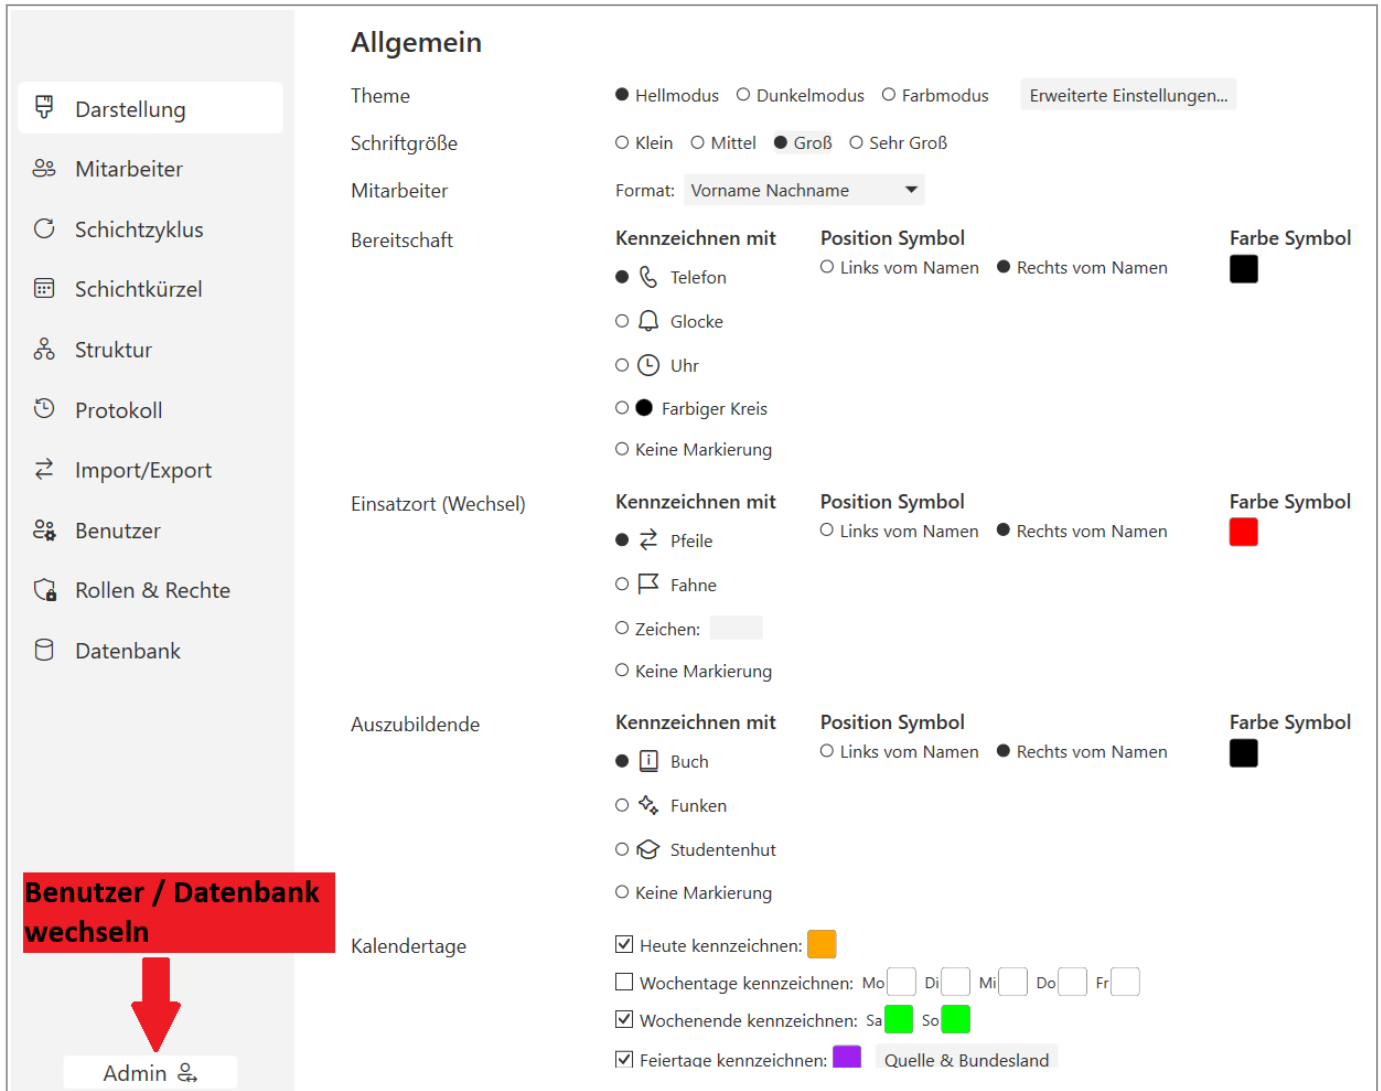 Darstellung
Mitarbeiter
Schichtzyklus
Schichtkürzel
Struktur
Protokoll
Import/Export
Benutzer
Rollen & Rechte
Datenbank
Benutzer / Datenbank
wechseln
Admin
Allgemein
Theme Hellmodus Dunkelmodus Farbmodus Erweiterte Einstellungen...
Schriftgröße Klein Mittel Groß Sehr Groß
Mitarbeiter Format: Vorname Nachname
Bereitschaft Kennzeichnen mit Position Symbol Farbe Symbol
Telefon Links vom Namen Rechts vom Namen
Glocke
Uhr
Farbiger Kreis
Keine Markierung
Einsatzort (Wechsel) Kennzeichnen mit Position Symbol Farbe Symbol
Pfeile Links vom Namen Rechts vom Namen
Fahne
Zeichen:
Keine Markierung
Auszubildende Kennzeichnen mit Position Symbol Farbe Symbol
Buch Links vom Namen Rechts vom Namen
Funken
Studentenhut
Keine Markierung
Kalendertage Heute kennzeichnen:
Wochentage kennzeichnen: Mo Di Mi Do Fr
Wochenende kennzeichnen: Sa So
Feiertage kennzeichnen: Quelle & Bundesland